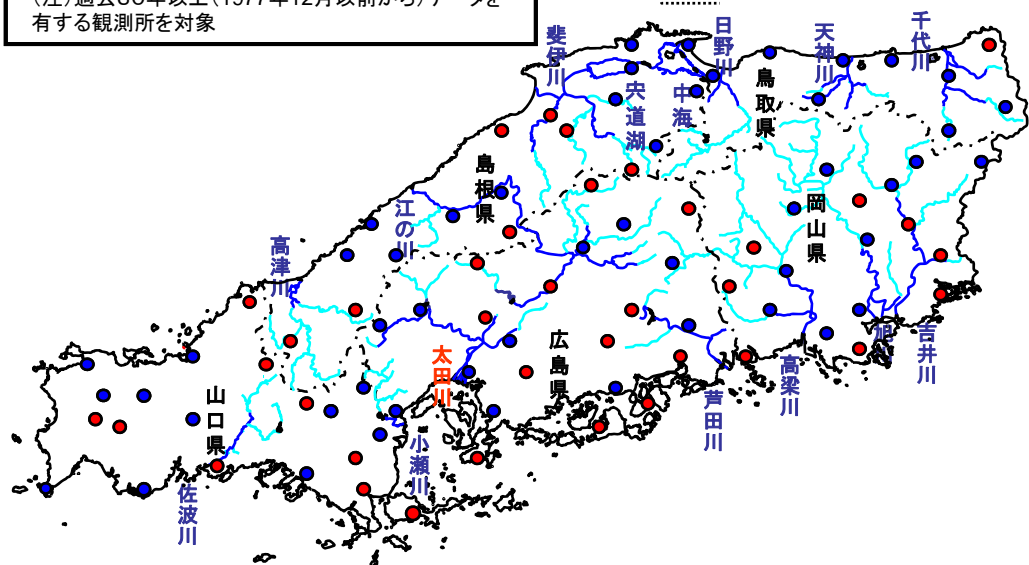 有する観測所を対象
斐伊川
宍道湖
中海
日野川
鳥取県
天神川
千代川
島根県
江の川
高津川
岡山県
広島県
太田川
山口県
佐波川
小瀬川
芦田川
高梁川
旭川
吉井川